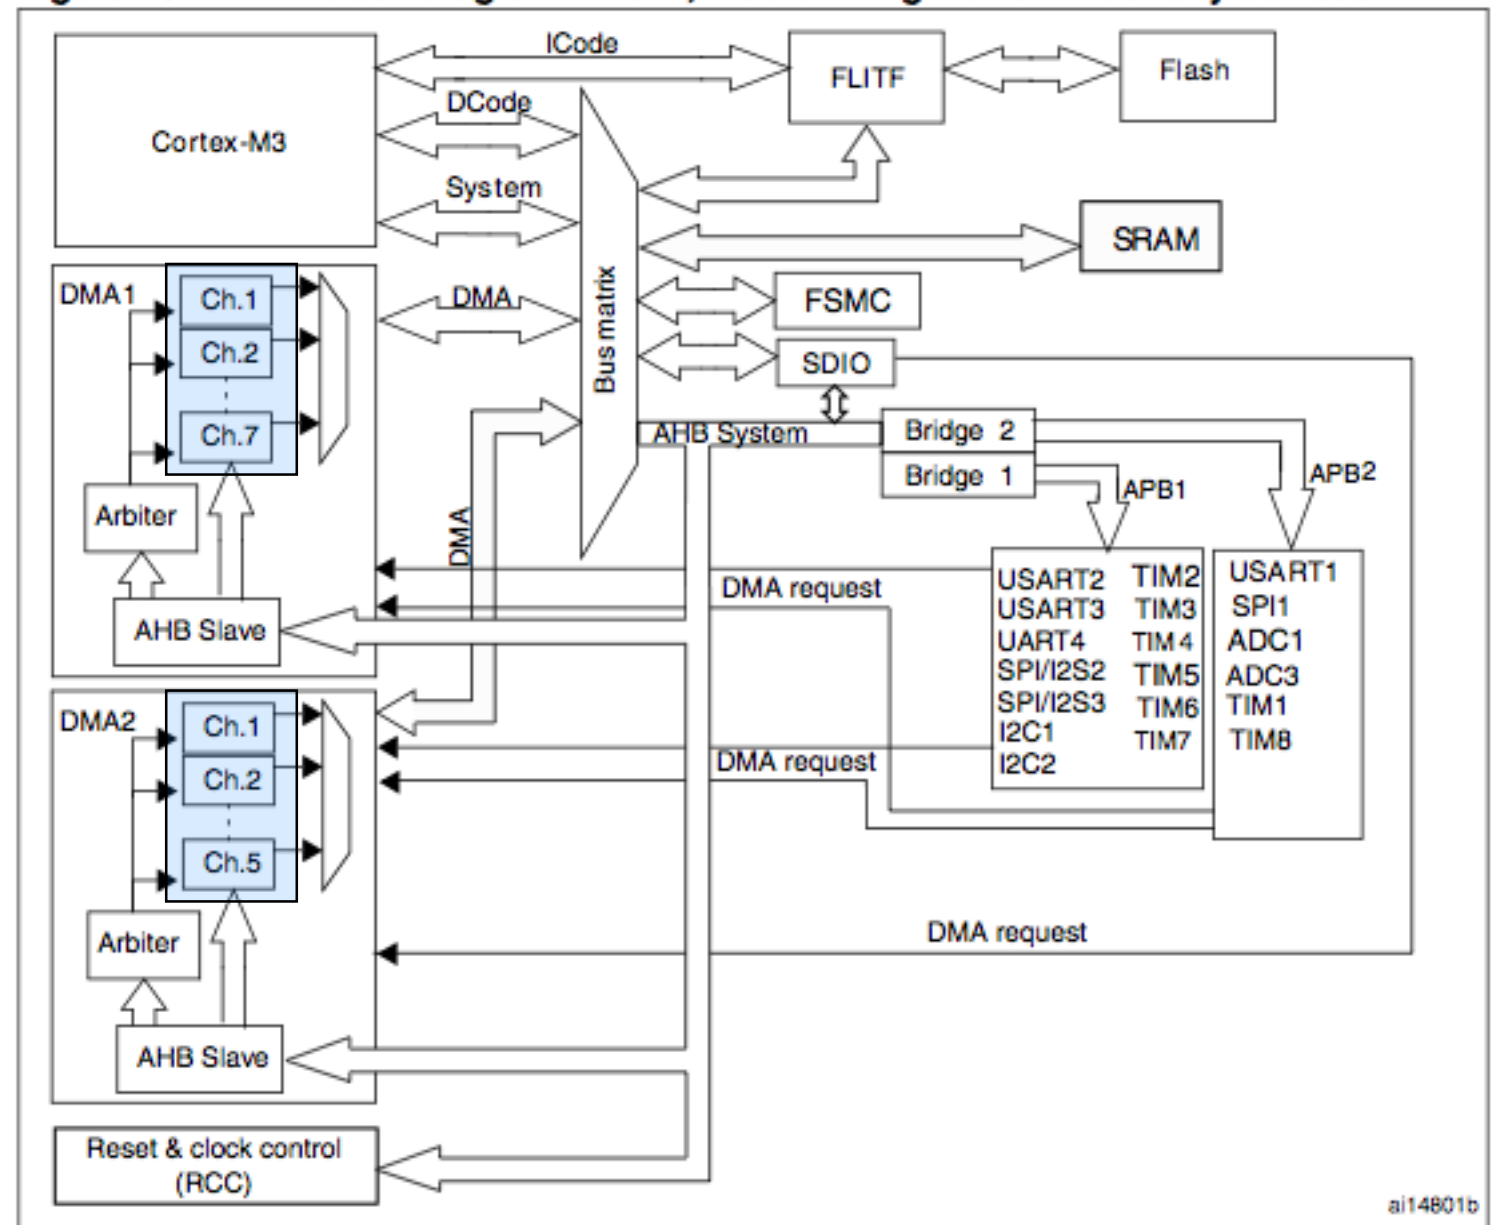 ICode
FLITF
Flash
Cortex-M3
DCode
System
SRAM
DMA1
Ch.1
Ch.2
Ch.7
Arbiter
AHB Slave
DMA
Bus matrix
FSMC
SDIO
AHB System
Bridge 2
Bridge 1
APB1
APB2
DMA
DMA request
USART2 TIM2
USART3 TIM3
UART4 TIM4
SPI/I2S2 TIM5
SPI/I2S3 TIM6
I2C1 TIM7
I2C2
USART1
SPI1
ADC1
ADC3
TIM1
TIM8
DMA2
Ch.1
Ch.2
Ch.5
Arbiter
AHB Slave
DMA request
DMA request
Reset & clock control
(RCC)
ai14801b